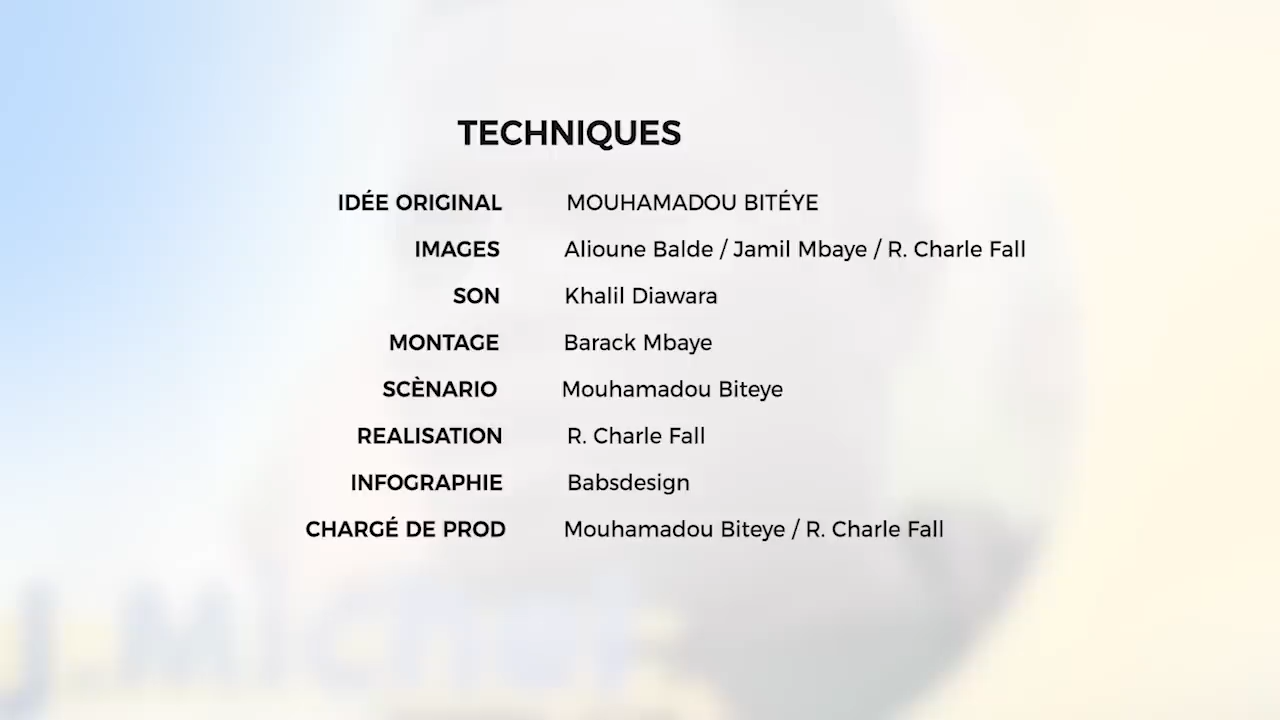 TECHNIQUES
IDÉE ORIGINAL MOUHAMADOU BITÉYE
IMAGES Alioune Balde / Jamil Mbaye / R. Charle Fall
SON Khalil Diawara
MONTAGE Barack Mbaye
SCÈNARIO Mouhamadou Biteye
REALISATION R. Charle Fall
INFOGRAPHIE Babsdesign
CHARGÉ DE PROD Mouhamadou Biteye / R. Charle Fall
J.Michel